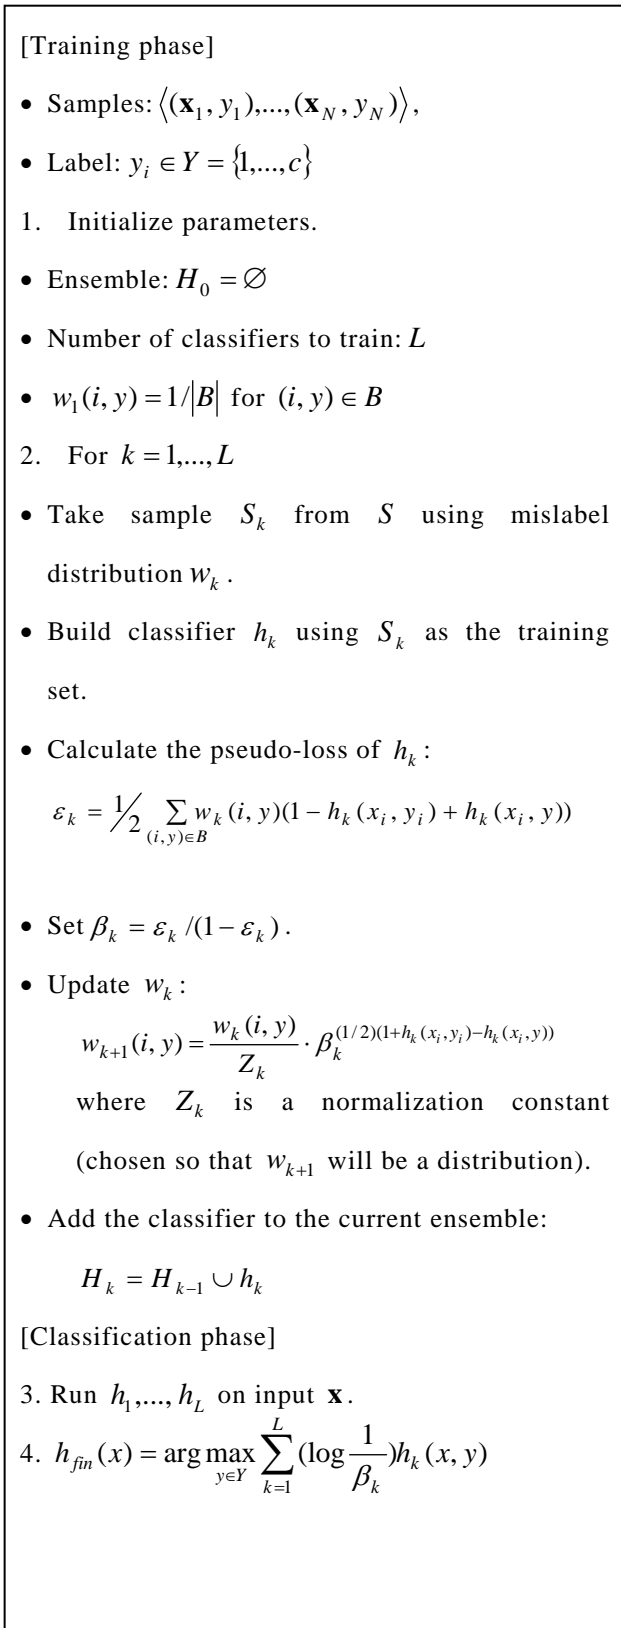 [Training phase]
• Samples: ⟨(𝐱₁, y₁),...,(𝐱_N, y_N)⟩,
• Label: y_i ∈ Y = {1,...,c}
1. Initialize parameters.
• Ensemble: H₀ = ∅
• Number of classifiers to train: L
• w₁(i, y) = 1/|B| for (i, y) ∈ B
2. For k = 1,..., L
• Take sample S_k from S using mislabel
distribution w_k .
• Build classifier h_k using S_k as the training
set.
• Calculate the pseudo-loss of h_k :
ε_k = 1/2 ∑_{(i,y)∈B} w_k(i, y)(1 − h_k(x_i, y_i) + h_k(x_i, y))
• Set β_k = ε_k /(1 − ε_k) .
• Update w_k :
w_{k+1}(i, y) = \frac{w_k(i, y)}{Z_k} · β_k^{(1/2)(1+h_k(x_i,y_i)−h_k(x_i,y))}
where Z_k is a normalization constant
(chosen so that w_{k+1} will be a distribution).
• Add the classifier to the current ensemble:
H_k = H_{k−1} ∪ h_k
[Classification phase]
3. Run h₁,..., h_L on input 𝐱 .
4. h_{fin}(x) = arg max_{y∈Y} ∑_{k=1}^{L} (log \frac{1}{β_k})h_k(x, y)